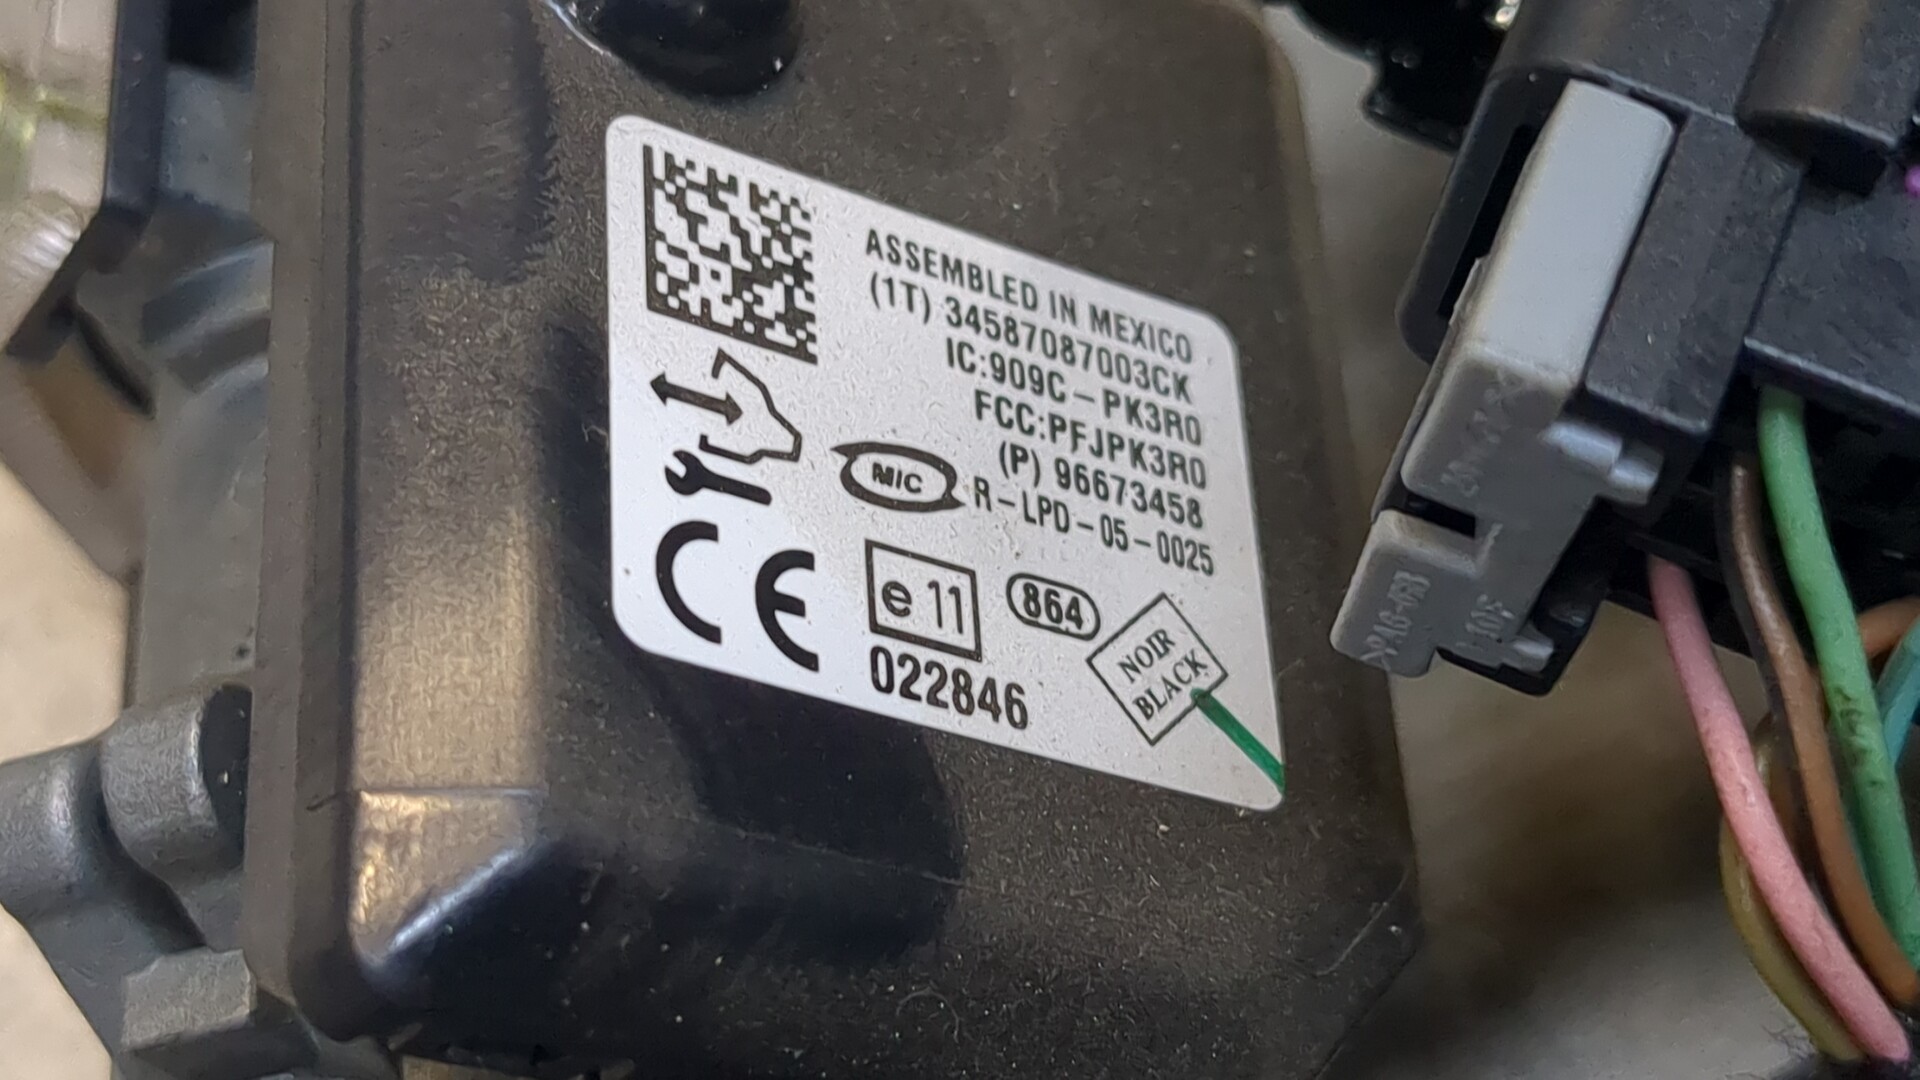 ASSEMBLED IN MEXICO
(1T) 34587087003CK
IC:909C-PK3R0
FCC:PFJPK3R0
(P) 96673458
MIC R-LPD-05-0025
CE e 11 864
022846
NOIR
BLACK